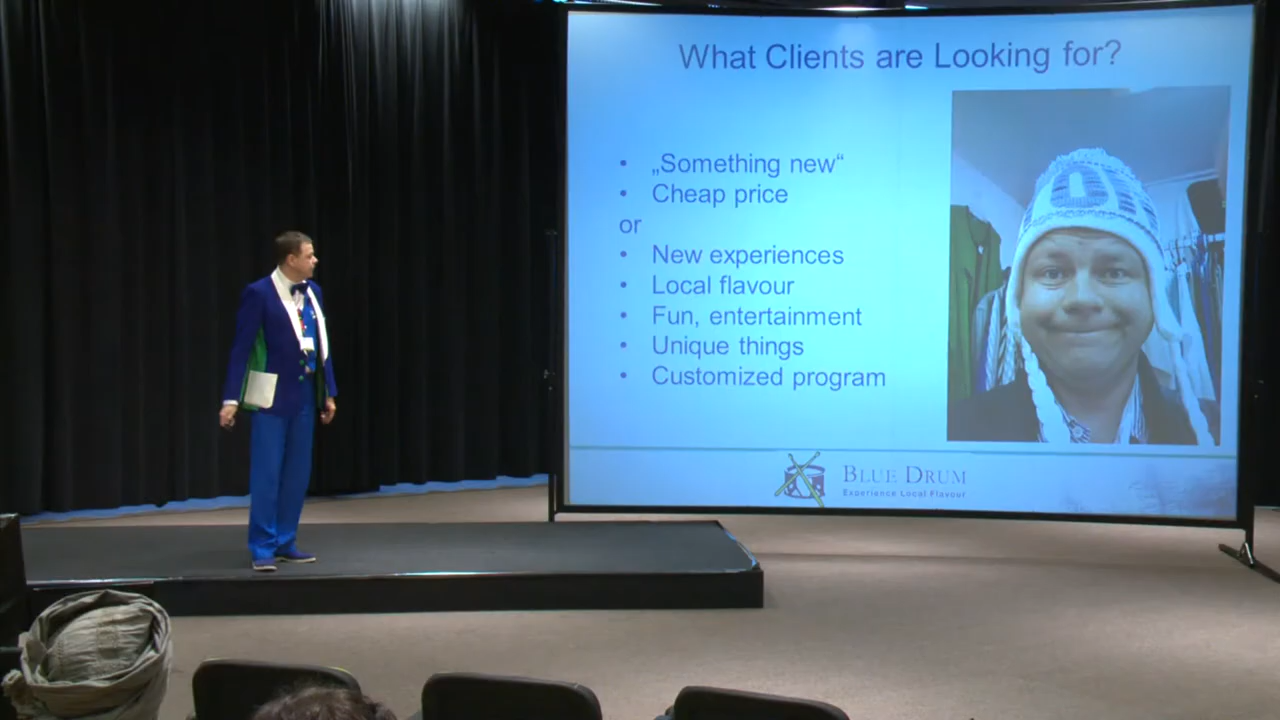 What Clients are Looking for?
• „Something new“
• Cheap price
or
• New experiences
• Local flavour
• Fun, entertainment
• Unique things
• Customized program
BLUE DRUM
Experience Local Flavour